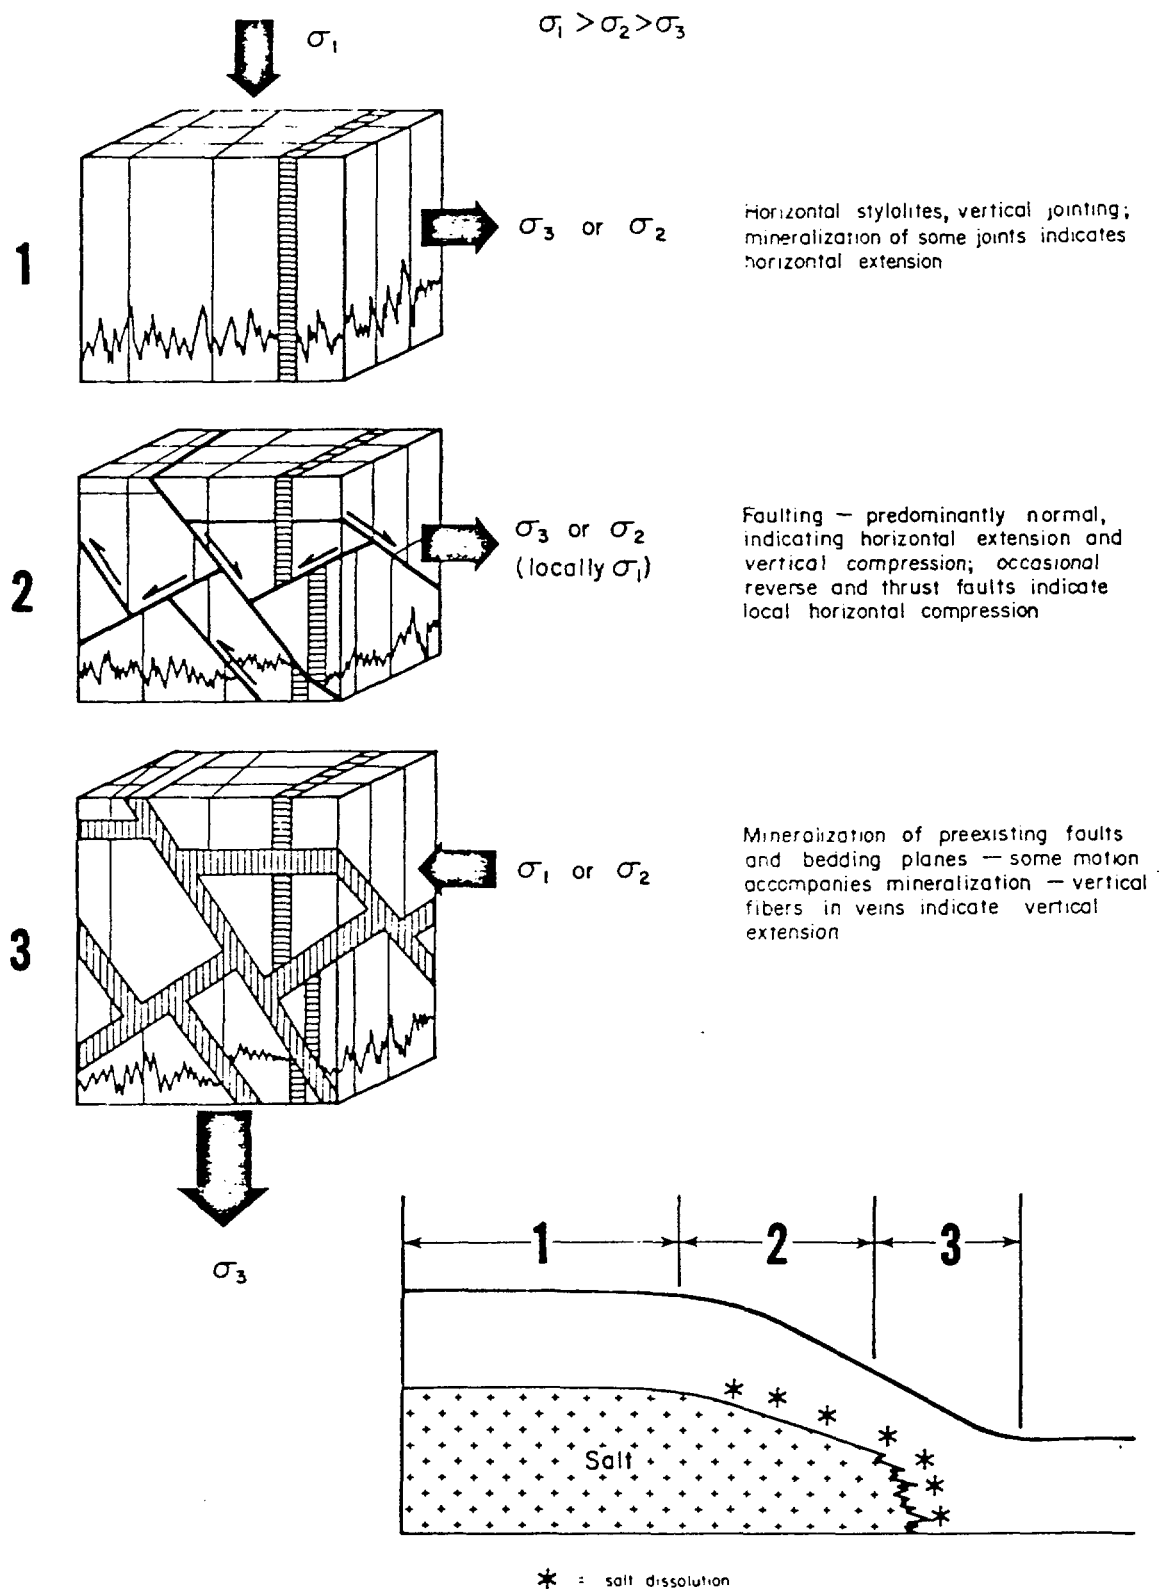 σ₁
σ₁ > σ₂ > σ₃
1
σ₃ or σ₂
Horizontal stylolites, vertical jointing;
mineralization of some joints indicates
horizontal extension
2
σ₃ or σ₂
(locally σ₁)
Faulting — predominantly normal,
indicating horizontal extension and
vertical compression; occasional
reverse and thrust faults indicate
local horizontal compression
3
σ₁ or σ₂
Mineralization of preexisting faults
and bedding planes — some motion
accompanies mineralization — vertical
fibers in veins indicate vertical
extension
σ₃
1 2 3
Salt
* = salt dissolution